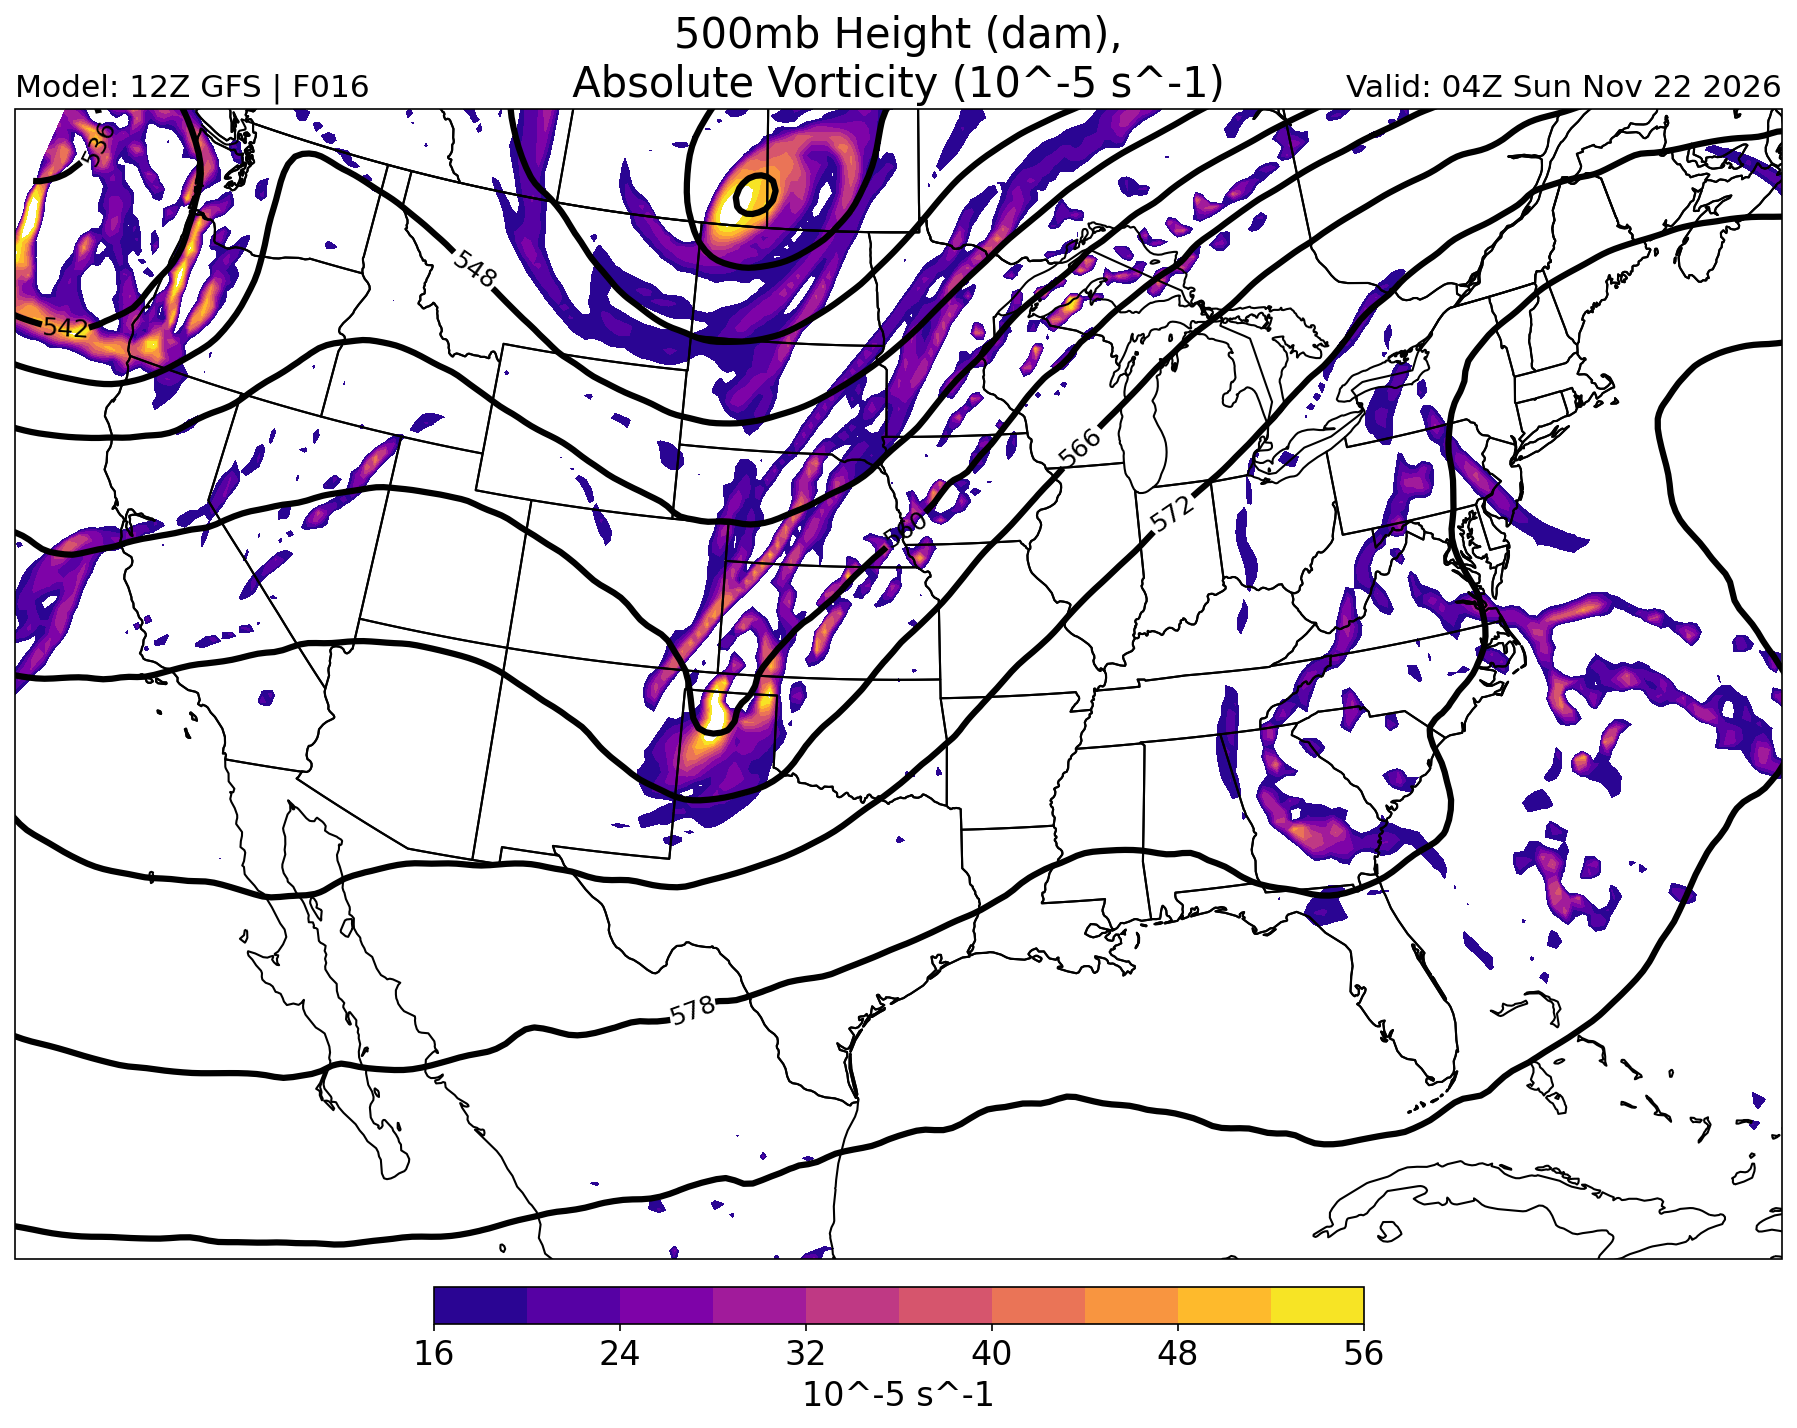 500mb Height (dam),
Absolute Vorticity (10^-5 s^-1)
Model: 12Z GFS | F016
Valid: 04Z Sun Nov 22 2026
536
542
548
560
566
572
578
16 24 32 40 48 56
10^-5 s^-1